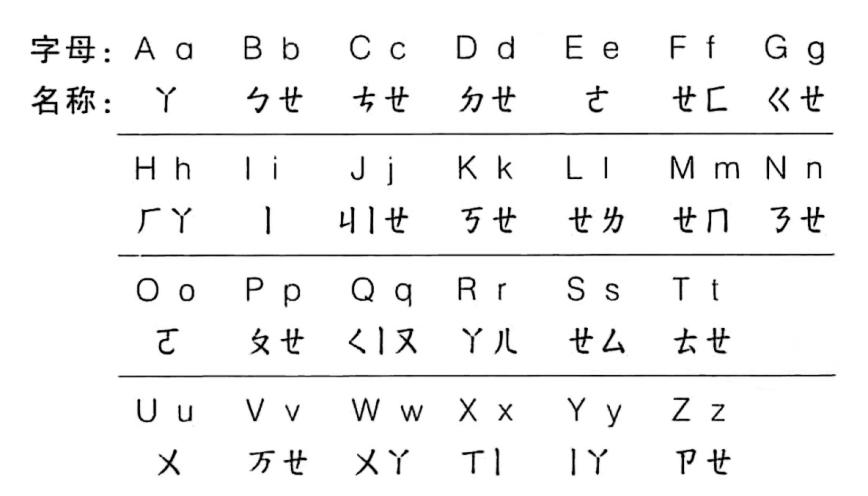 字母: A ɑ B b C c D d E e F f G g
名称: ㄚ ㄅㄝ ㄘㄝ ㄉㄝ ㄜ ㄝㄈ ㄍㄝ
H h I i J j K k L l M m N n
ㄏㄚ ㄧ ㄐㄧㄝ ㄎㄝ ㄝㄌ ㄝㄇ ㄋㄝ
O o P p Q q R r S s T t
ㄛ ㄆㄝ ㄑㄧㄡ ㄚㄦ ㄝㄙ ㄊㄝ
U u V v W w X x Y y Z z
ㄨ ㄪㄝ ㄨㄚ ㄒㄧ ㄧㄚ ㄗㄝ